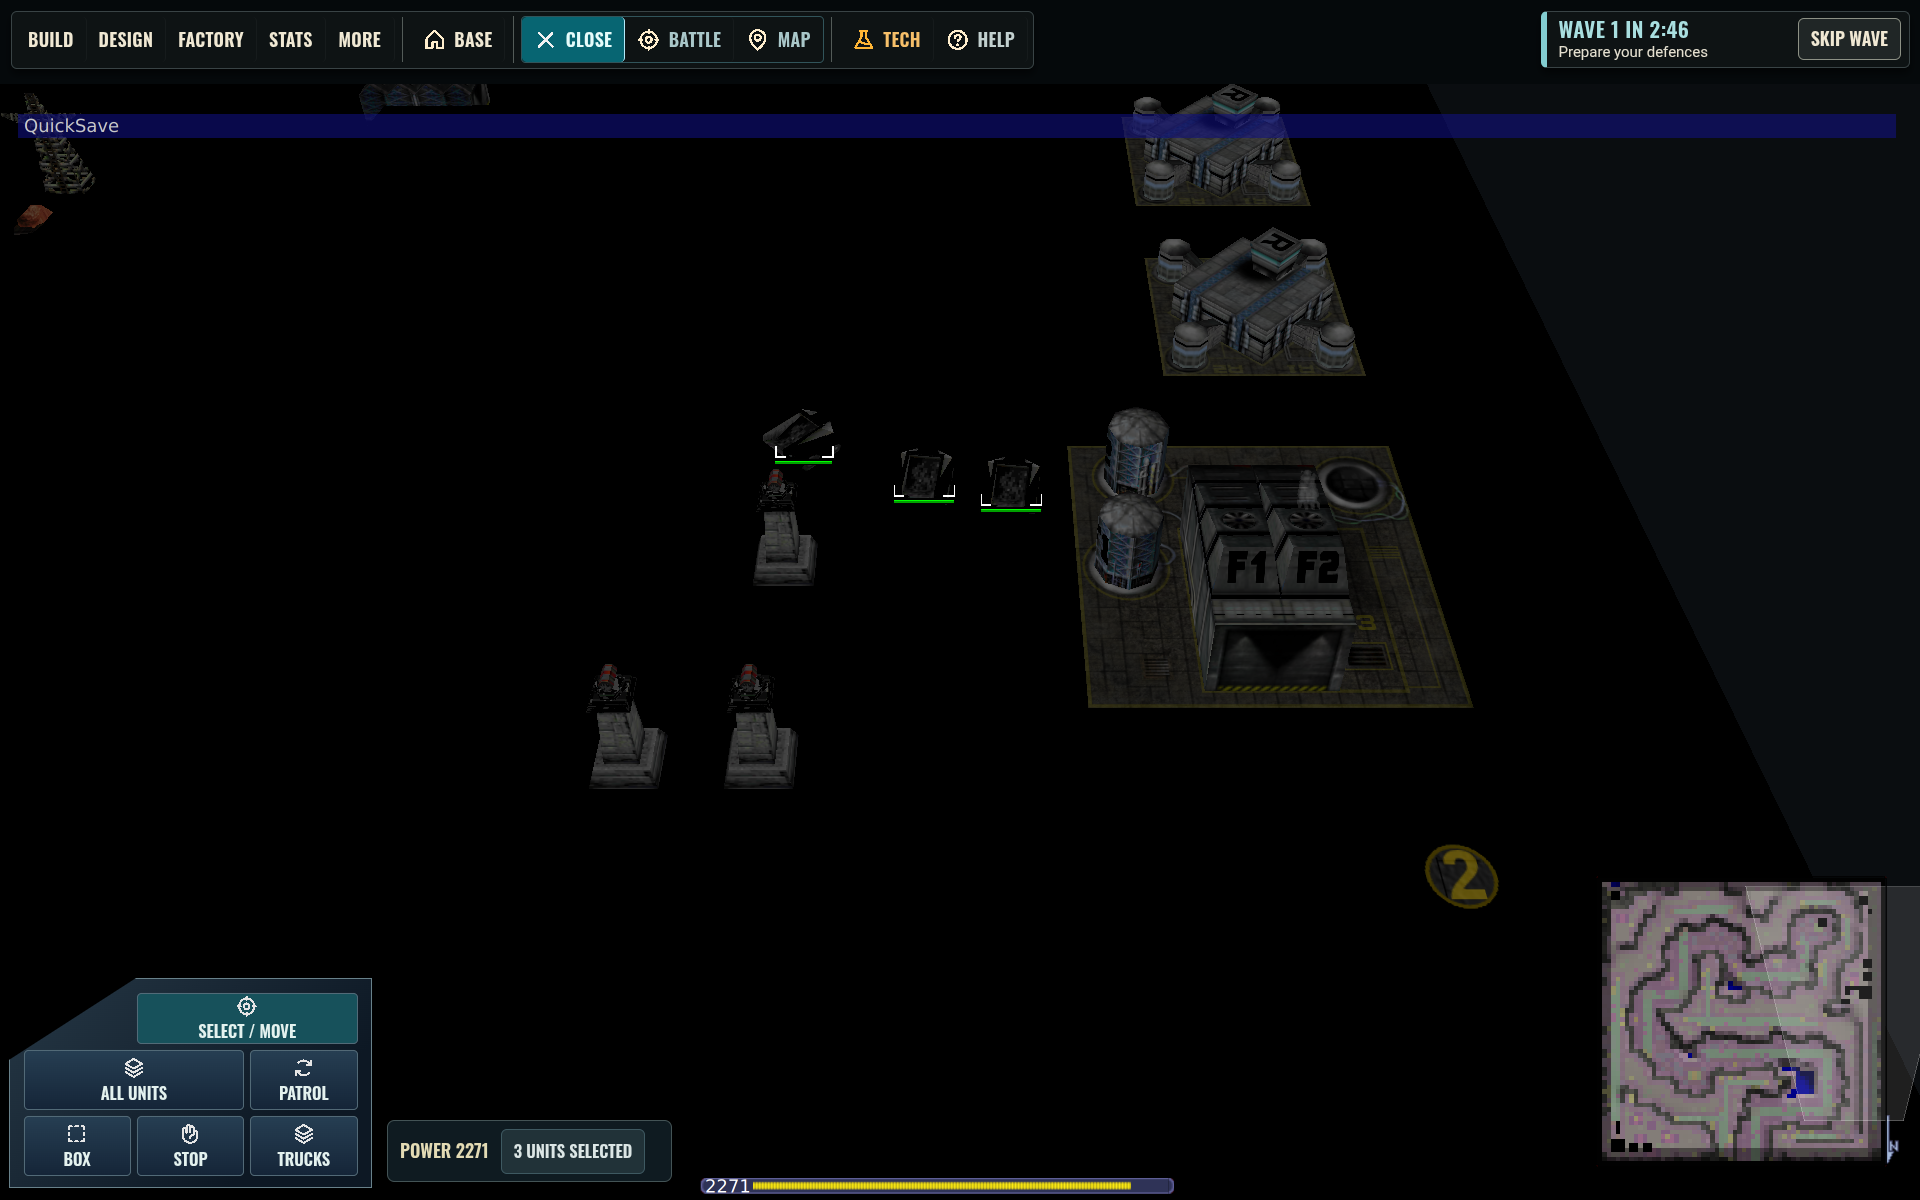 BUILD DESIGN FACTORY STATS MORE BASE CLOSE BATTLE MAP TECH HELP
WAVE 1 IN 2:46
Prepare your defences
SKIP WAVE
QuickSave
R
R
F1 F2
3
2
SELECT / MOVE
ALL UNITS PATROL
BOX STOP TRUCKS
POWER 2271 3 UNITS SELECTED
2271
N